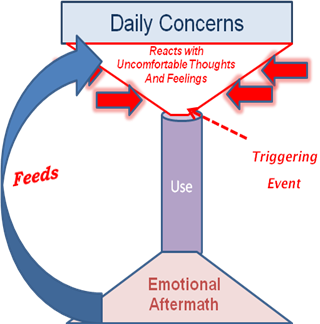 Daily Concerns
Reacts with
Uncomfortable Thoughts
And Feelings
Triggering
Event
Feeds
Use
Emotional
Aftermath